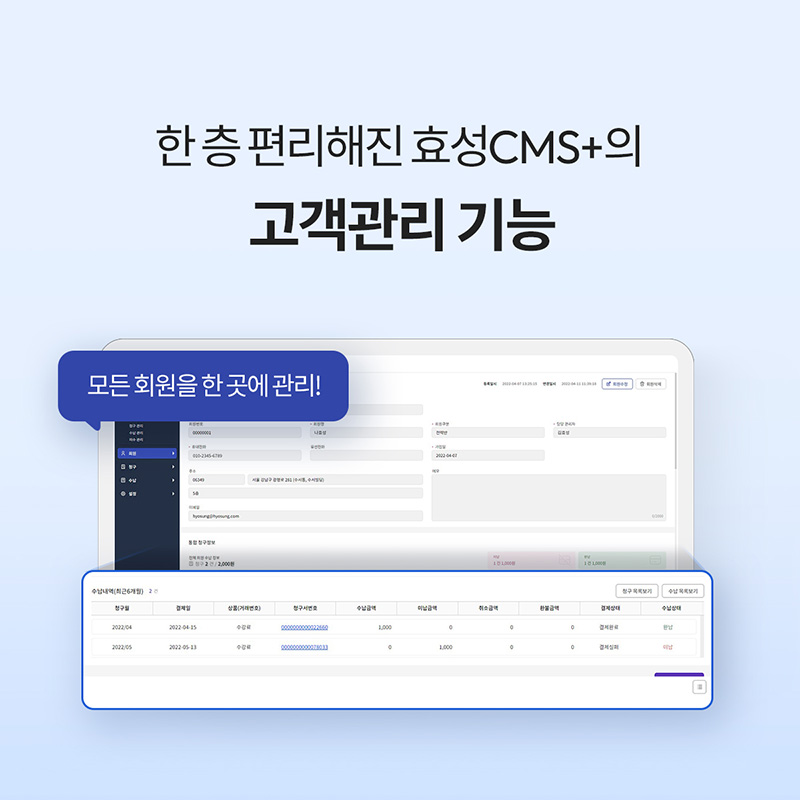 한 층 편리해진 효성CMS+의
고객관리 기능
모든 회원을 한 곳에 관리!
등록일시 2022-04-07 13:25:15 변경일시 2022-04-11 11:35:03 회원수정 회원삭제
청구 관리
수납 관리
회원
청구
수납
설정
회원번호 회원명 회원구분 담당 관리자
00000001 나효성 전액반 김효성
휴대전화 유선전화 가입일
010-2345-6789 2022-04-07
주소 메모
06349 서울 강남구 광평로 281 (수서동, 수서빌딩)
5층
이메일
hyosung@hyosung.com
통합 청구정보
전체 회원 수납 정보
총 청구 2 건 / 2,000원
미납 완납
1 건 1,000원 1 건 1,000원
수납내역(최근6개월) 2 건 청구 목록보기 수납 목록보기
청구월 결제일 상품(거래번호) 청구서번호 수납금액 미납금액 취소금액 환불금액 결제상태 수납상태
2022/04 2022-04-15 수강료 0000000000022660 1,000 0 0 0 결제완료 완납
2022/05 2022-05-13 수강료 0000000000078033 0 1,000 0 0 결제실패 미납